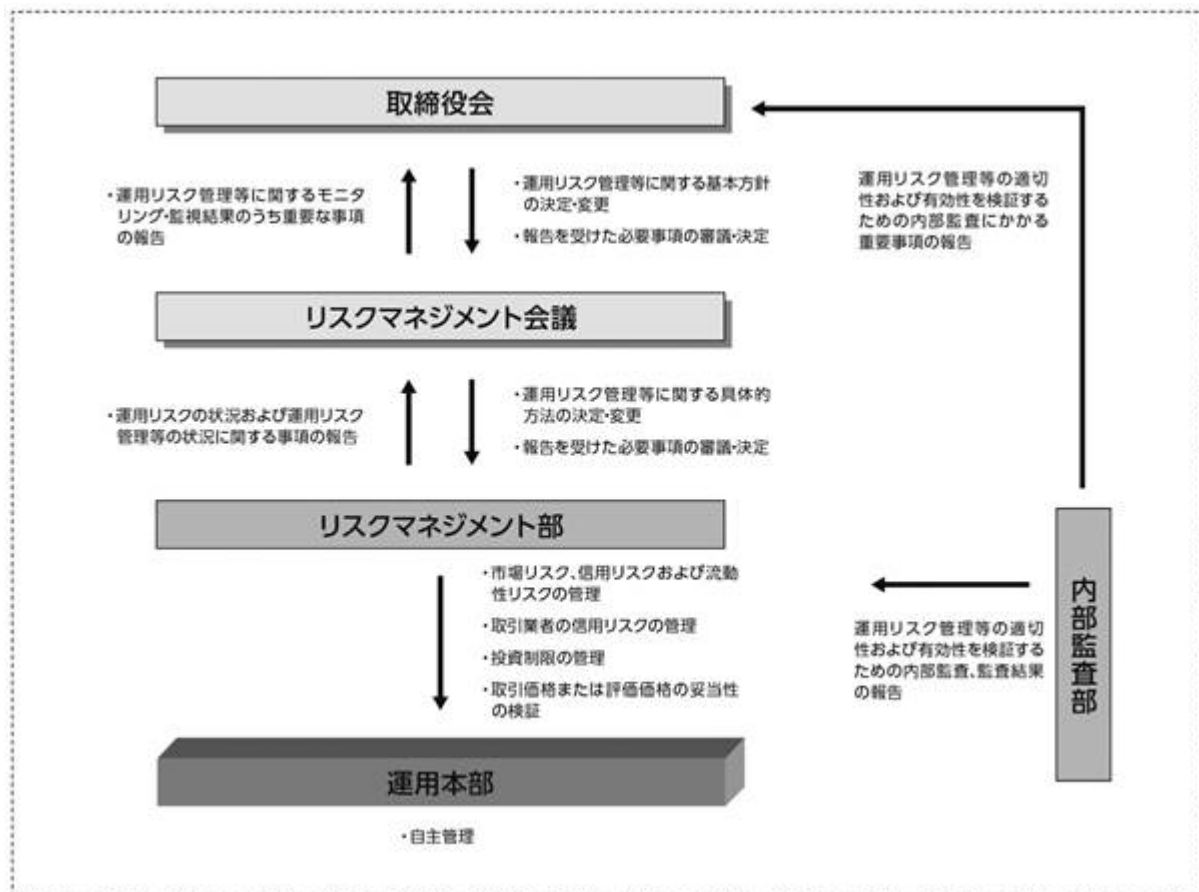 取締役会
・運用リスク管理等に関するモニタ
リング・監視結果のうち重要な事項
の報告
・運用リスク管理等に関する基本方針
の決定・変更
・報告を受けた必要事項の審議・決定
運用リスク管理等の適切
性および有効性を検証する
ための内部監査にかかる
重要事項の報告
リスクマネジメント会議
・運用リスクの状況および運用リスク
管理等の状況に関する事項の報告
・運用リスク管理等に関する具体的
方法の決定・変更
・報告を受けた必要事項の審議・決定
リスクマネジメント部
・市場リスク、信用リスクおよび流動
性リスクの管理
・取引業者の信用リスクの管理
・投資制限の管理
・取引価格または評価価格の妥当性
の検証
運用リスク管理等の適切
性および有効性を検証する
ための内部監査、監査結果
の報告
内部監査部
運用本部
・自主管理